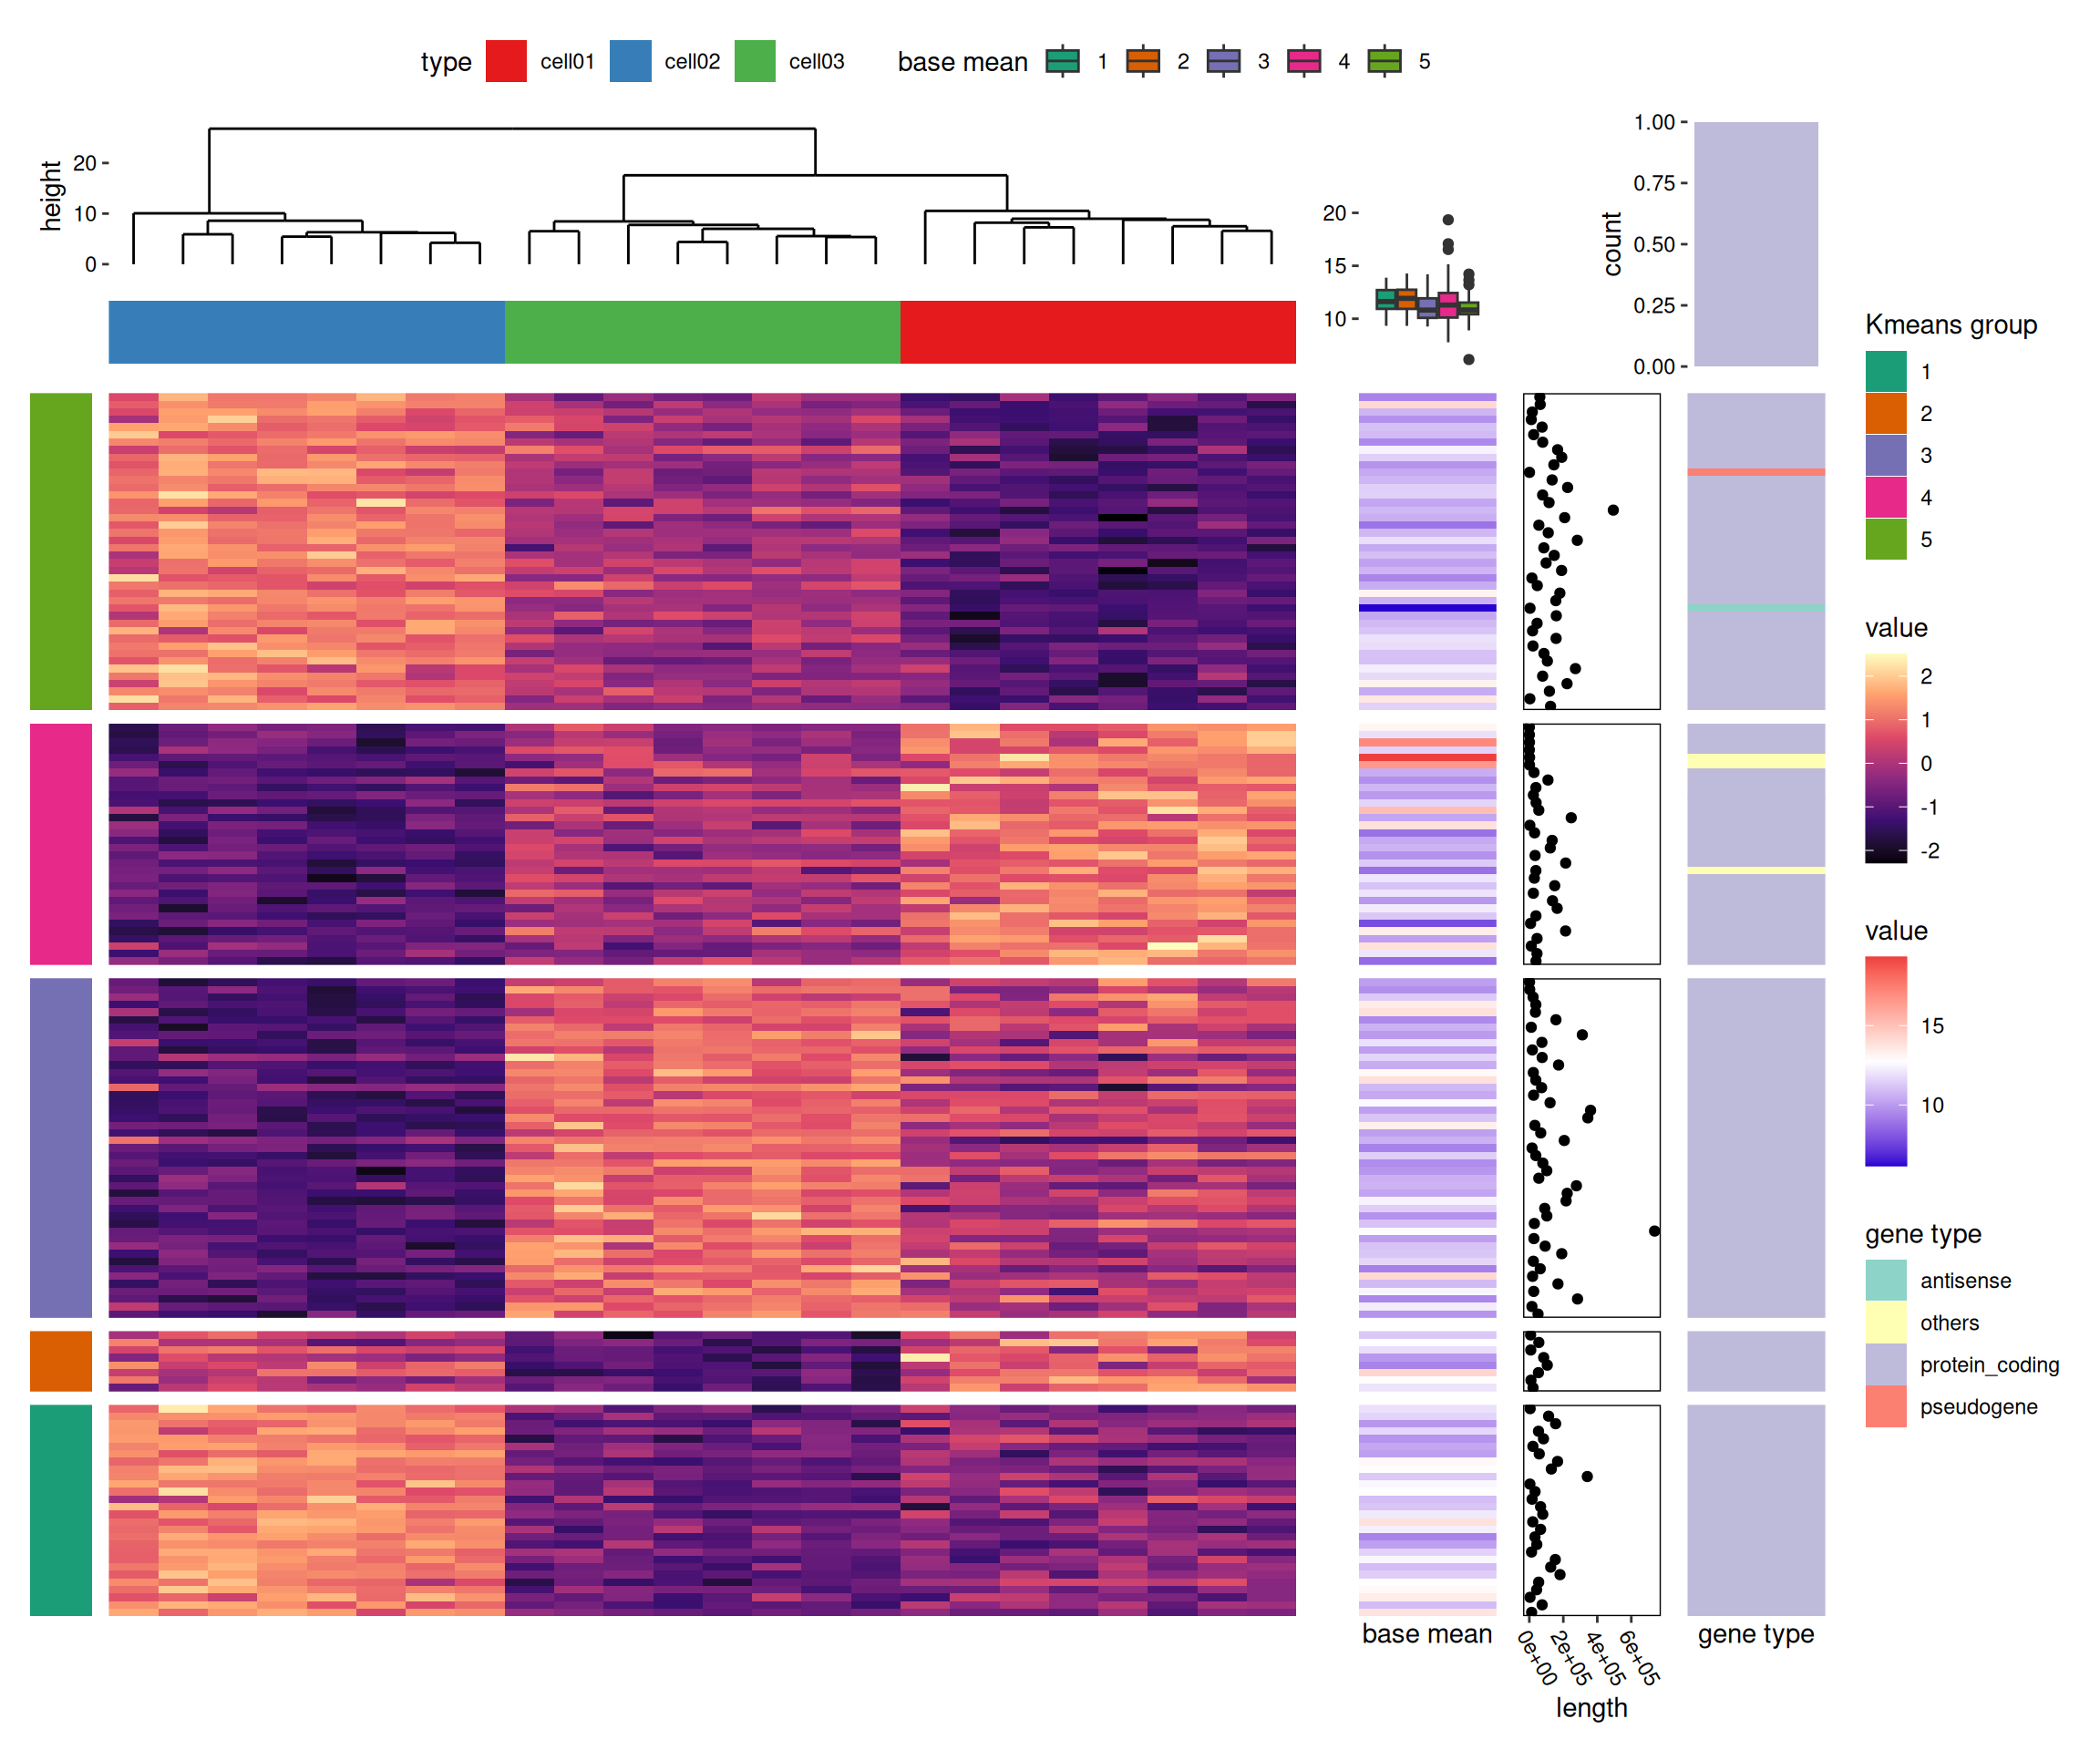 type cell01 cell02 cell03 base mean 1 2 3 4 5
height
20
10
0
20
15
10
count
1.00
0.75
0.50
0.25
0.00
Kmeans group
1
2
3
4
5
value
2
1
0
-1
-2
value
15
10
gene type
antisense
others
protein_coding
pseudogene
base mean
0e+00 2e+05 4e+05 6e+05
length
gene type